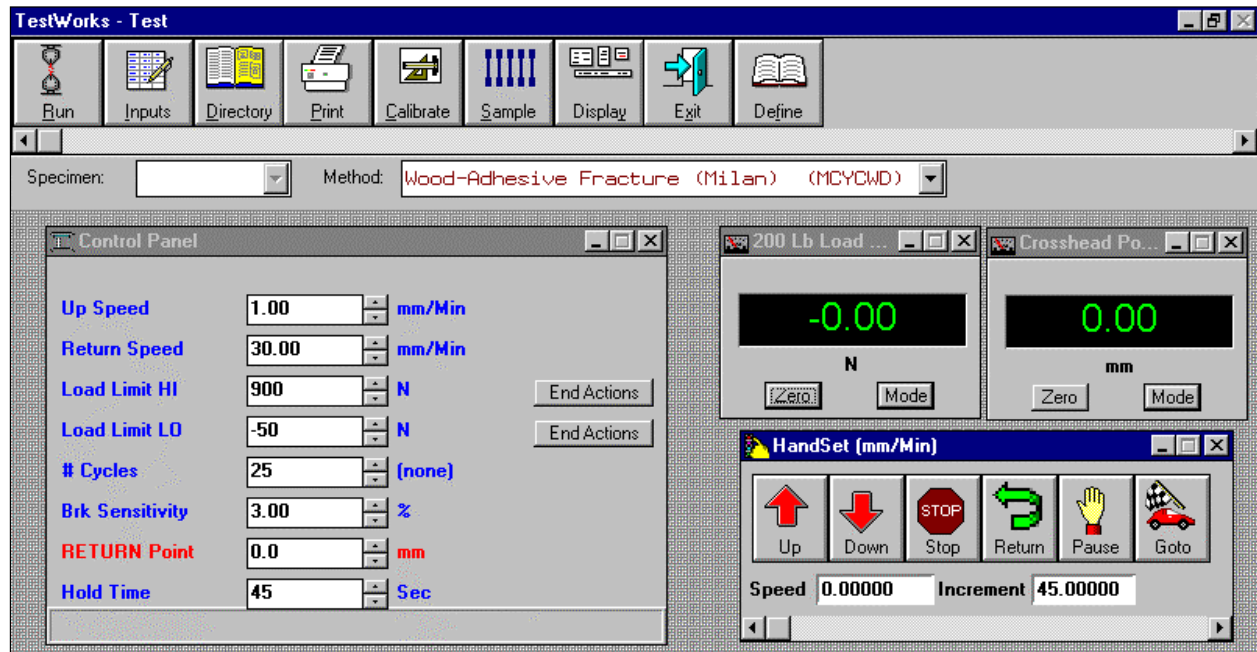 TestWorks - Test
Run Inputs Directory Print Calibrate Sample Display Exit Define
Specimen: Method: Wood-Adhesive Fracture (Milan) (MCYCWD)
Control Panel
Up Speed 1.00 mm/Min
Return Speed 30.00 mm/Min
Load Limit HI 900 N End Actions
Load Limit LO -50 N End Actions
# Cycles 25 (none)
Brk Sensitivity 3.00 %
RETURN Point 0.0 mm
Hold Time 45 Sec
200 Lb Load ...
-0.00
N
Zero Mode
Crosshead Po...
0.00
mm
Zero Mode
HandSet (mm/Min)
STOP
Up Down Stop Return Pause Goto
Speed 0.00000 Increment 45.00000